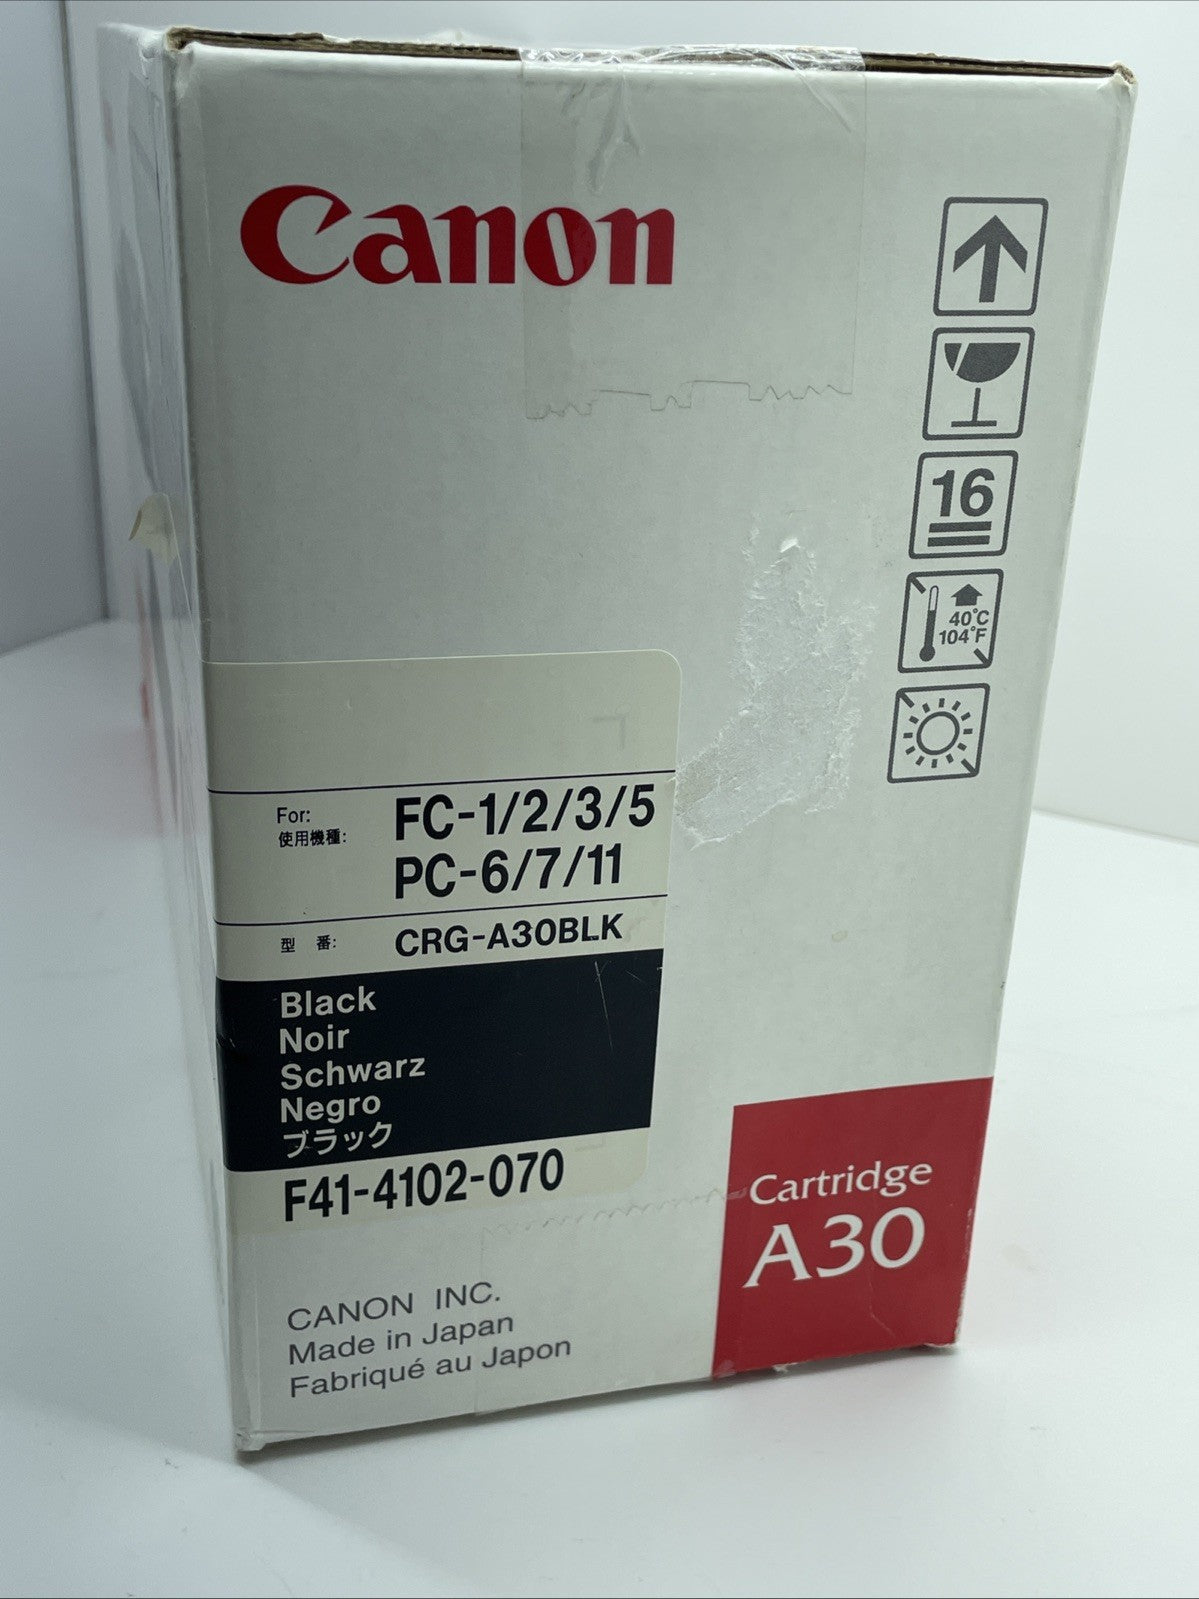 Canon
16
40°C
104°F
For:
使用機種:
FC-1/2/3/5
PC-6/7/11
型 番:
CRG-A30BLK
Black
Noir
Schwarz
Negro
ブラック
F41-4102-070
Cartridge
A30
CANON INC.
Made in Japan
Fabriqué au Japon